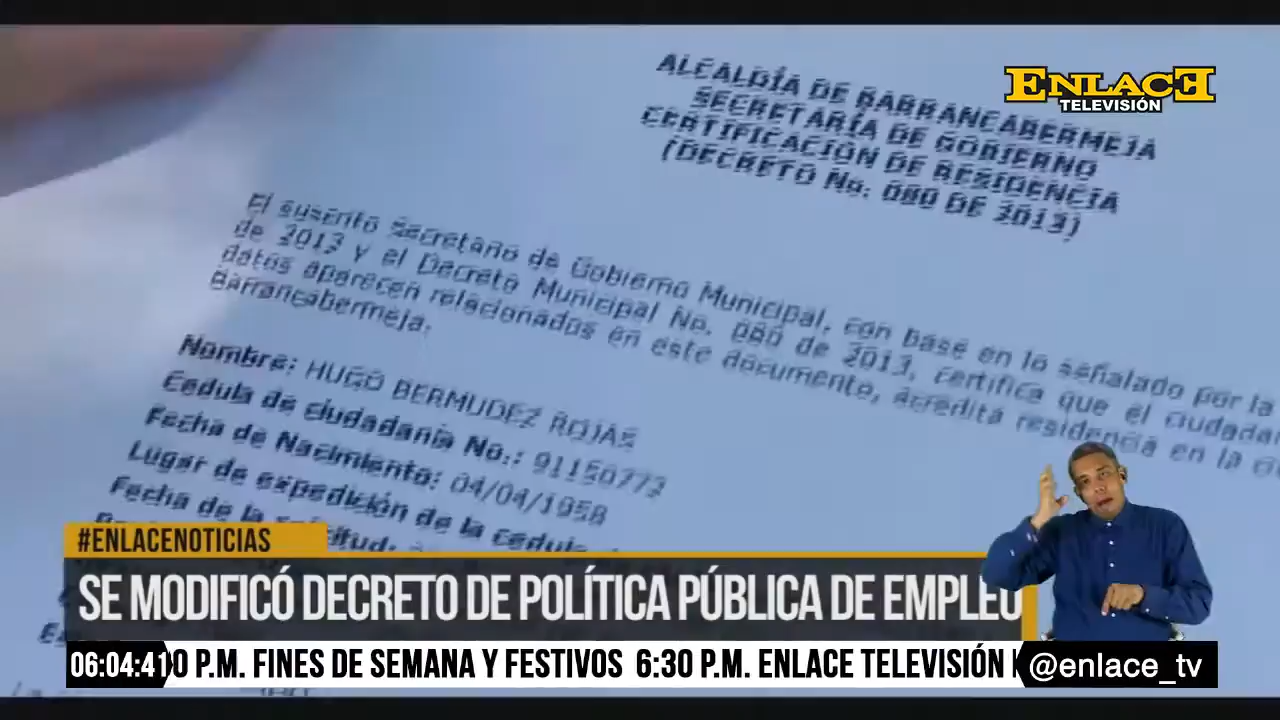 ALCALDÍA DE BARRANCABERMEJA
SECRETARÍA DE GOBIERNO
CERTIFICACIÓN DE RESIDENCIA
(DECRETO No. 080 DE 2013)
ENLACE
TELEVISIÓN
El suscrito Secretario de Gobierno Municipal, con base en lo señalado por la
de 2013 y el Decreto Municipal No. 080 de 2013, certifica que el ciudadan
datos aparecen relacionados en este documento, acredita residencia en la
Barrancabermeja.
Nombre: HUGO BERMUDEZ ROJAS
Cedula de ciudadanía No.: 91150773
Fecha de Nacimiento: 04/04/1958
Lugar de expedición de la cedula
Fecha de la
#ENLACENOTICIAS
SE MODIFICÓ DECRETO DE POLÍTICA PÚBLICA DE EMPLEO
06:04:41 0 P.M. FINES DE SEMANA Y FESTIVOS 6:30 P.M. ENLACE TELEVISIÓN
@enlace_tv